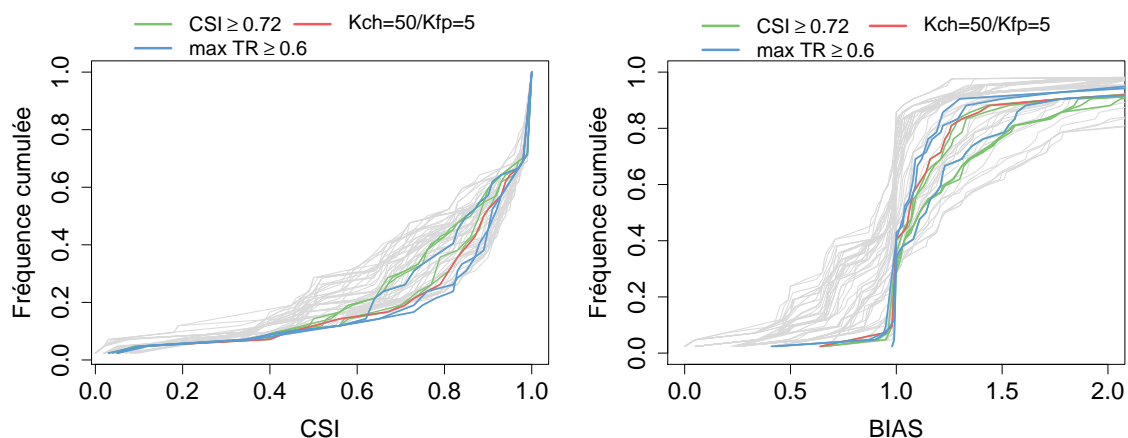 CSI ≥ 0.72 Kch=50/Kfp=5
max TR ≥ 0.6
Fréquence cumulée
1.0
0.8
0.6
0.4
0.2
0.0
0.0 0.2 0.4 0.6 0.8 1.0
CSI
CSI ≥ 0.72 Kch=50/Kfp=5
max TR ≥ 0.6
Fréquence cumulée
1.0
0.8
0.6
0.4
0.2
0.0
0.0 0.5 1.0 1.5 2.0
BIAS